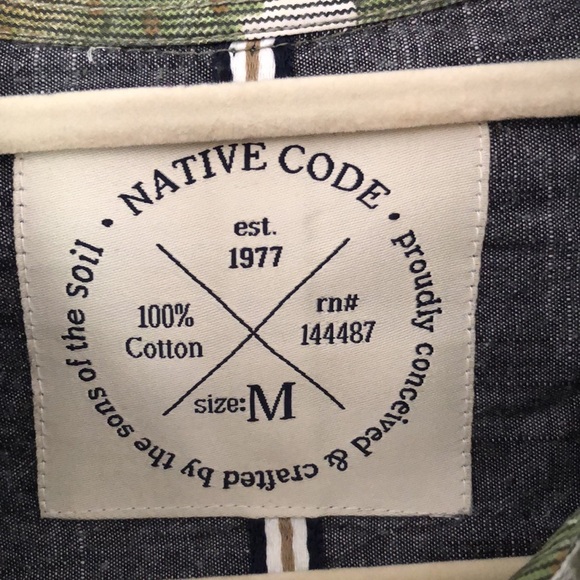 • NATIVE CODE •
proudly conceived & crafted by the sons of the soil
est.
1977
100%
Cotton
rn#
144487
size: M